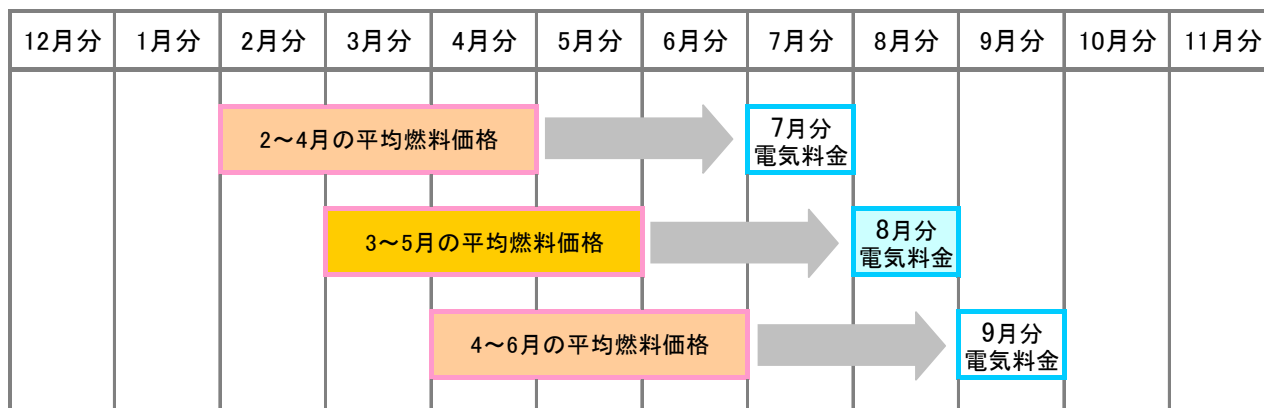 12月分 1月分 2月分 3月分 4月分 5月分 6月分 7月分 8月分 9月分 10月分 11月分
2～4月の平均燃料価格
7月分
電気料金
3～5月の平均燃料価格
8月分
電気料金
4～6月の平均燃料価格
9月分
電気料金